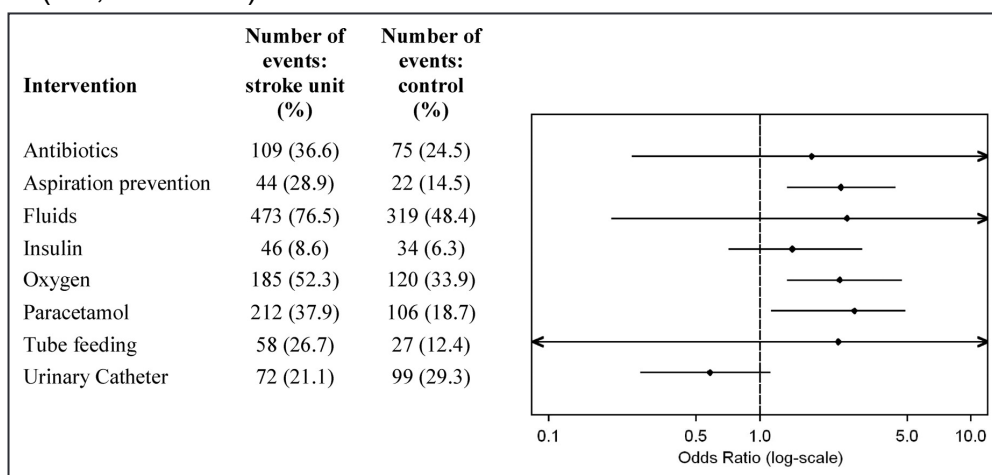 Number of Number of
events: events:
Intervention stroke unit control
(%) (%)
Antibiotics 109 (36.6) 75 (24.5)
Aspiration prevention 44 (28.9) 22 (14.5)
Fluids 473 (76.5) 319 (48.4)
Insulin 46 (8.6) 34 (6.3)
Oxygen 185 (52.3) 120 (33.9)
Paracetamol 212 (37.9) 106 (18.7)
Tube feeding 58 (26.7) 27 (12.4)
Urinary Catheter 72 (21.1) 99 (29.3)
0.1 0.5 1.0 5.0 10.0
Odds Ratio (log-scale)